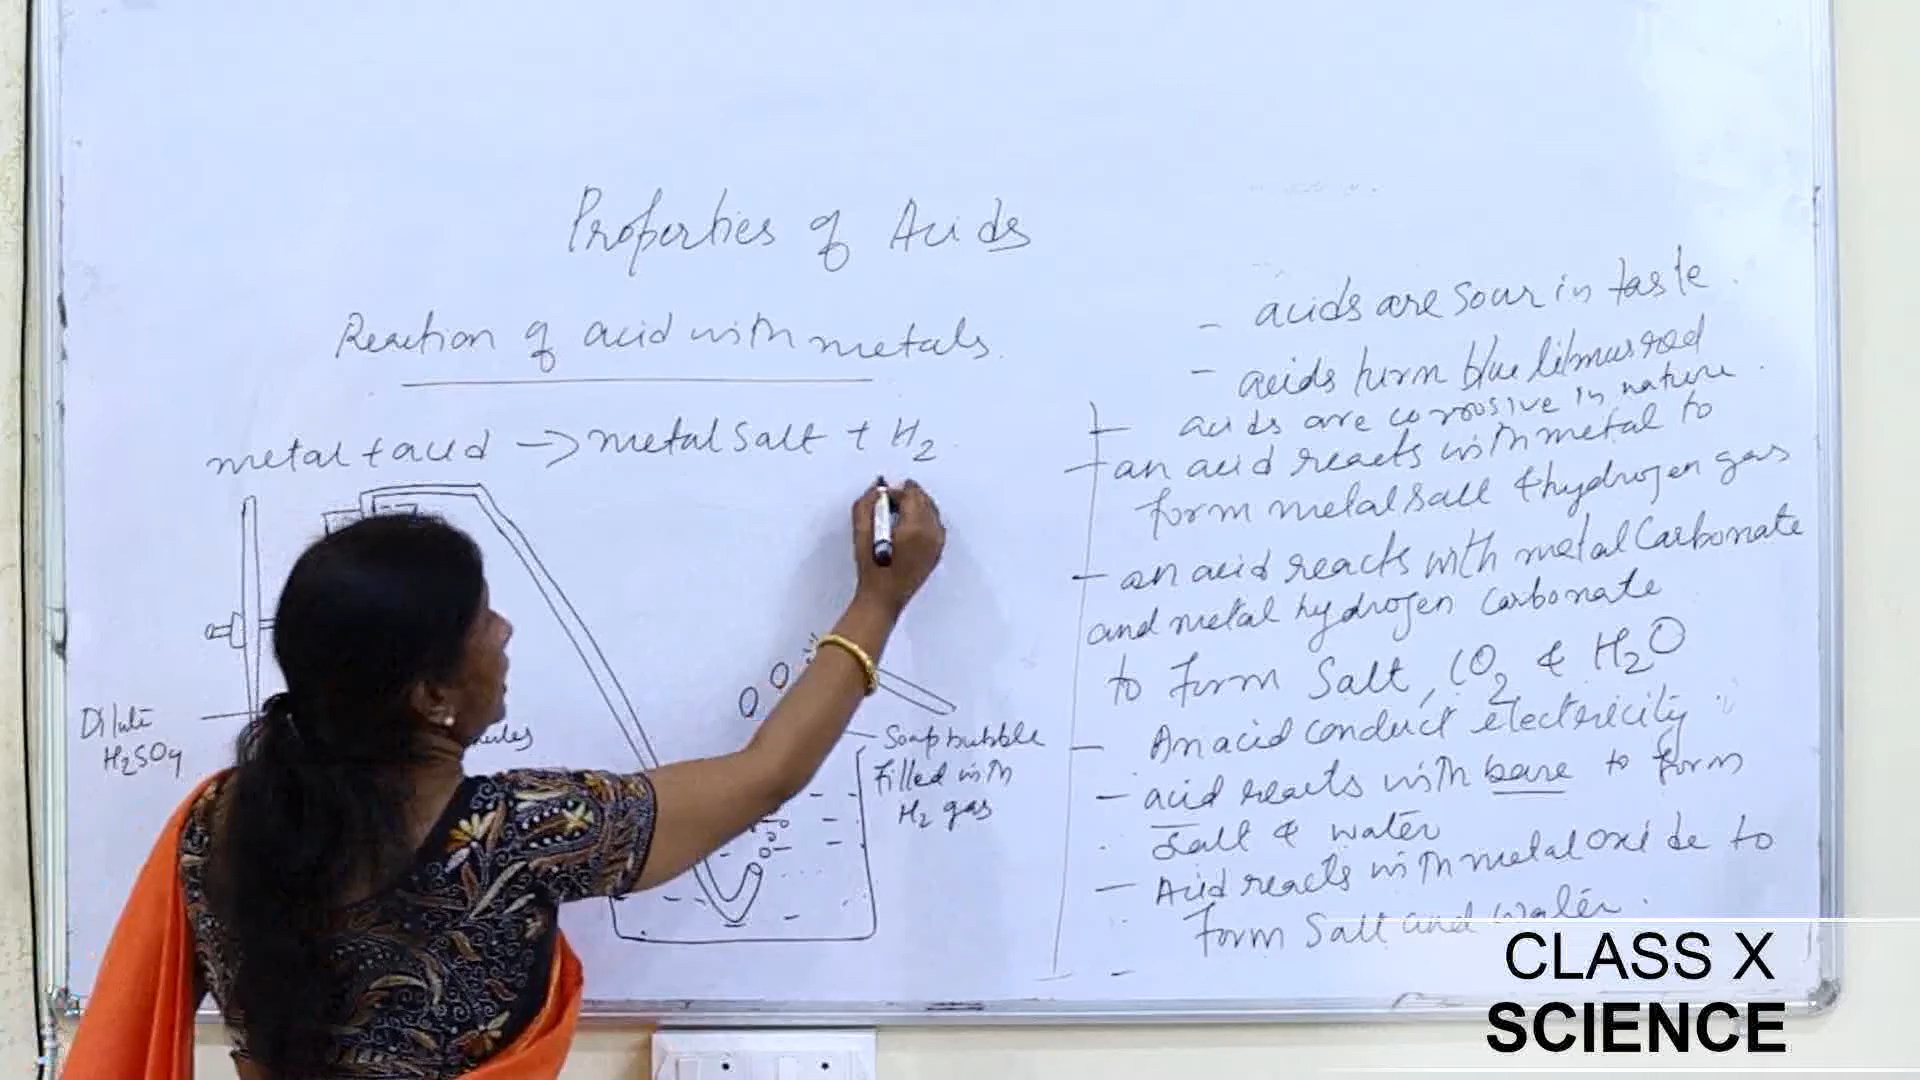 Properties of Acids
Reaction of acid with metals.
metal + acid -> metal salt + H2
Dilute
H2SO4
Soap bubble
Filled with
H2 gas
- acids are sour in taste.
- acids turn blue litmus red
- acids are corrosive in nature.
- an acid reacts with metal to
form metal salt & hydrogen gas
- an acid reacts with metal Carbonate
and metal hydrogen carbonate
to Form Salt, CO2 & H2O
- An acid conduct electricity
- acid reacts with base to form
salt & water
- Acid reacts with metal oxide to
Form Salt and water.
CLASS X
SCIENCE